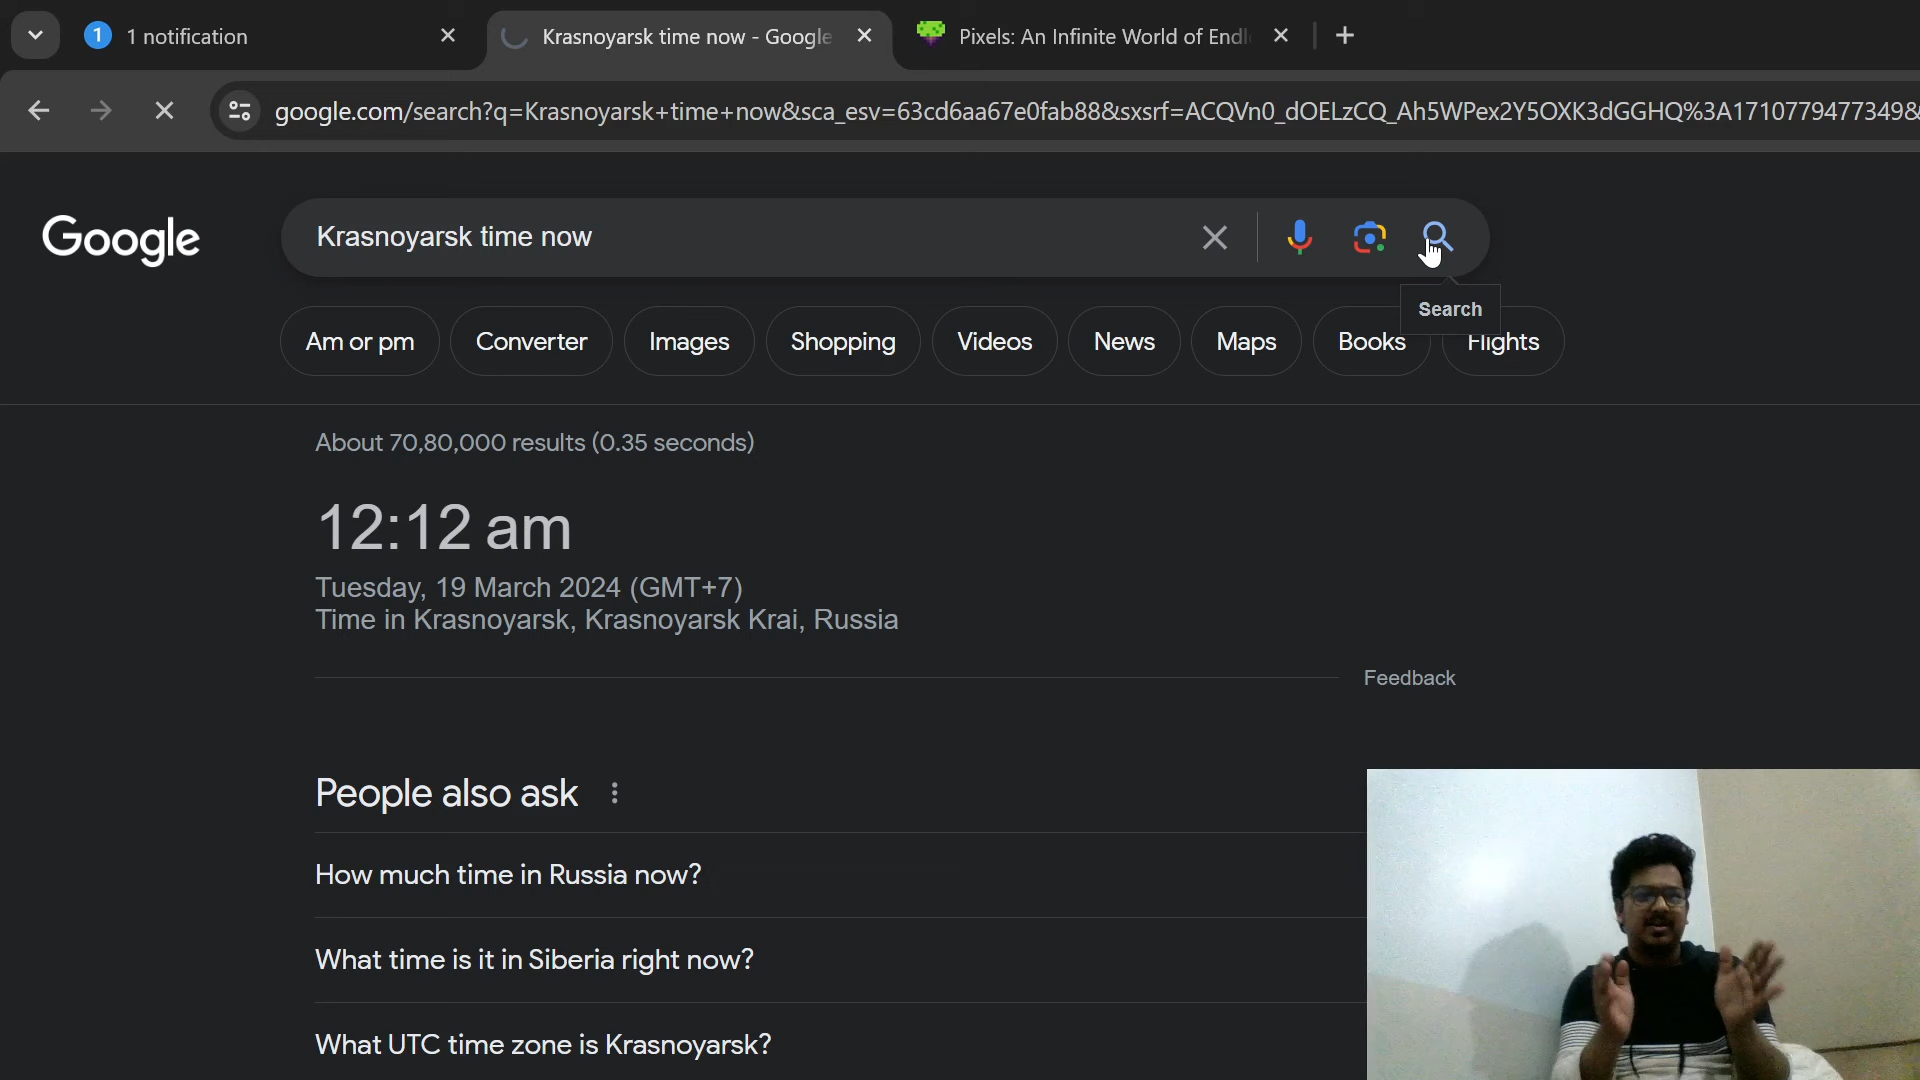 1 1 notification
Krasnoyarsk time now - Google
Pixels: An Infinite World of Endl
google.com/search?q=Krasnoyarsk+time+now&sca_esv=63cd6aa67e0fab88&sxsrf=ACQVn0_dOELzCQ_Ah5WPex2Y5OXK3dGGHQ%3A1710779477349&
Google
Krasnoyarsk time now
Search
Am or pm
Converter
Images
Shopping
Videos
News
Maps
Books
Flights
About 70,80,000 results (0.35 seconds)
12:12 am
Tuesday, 19 March 2024 (GMT+7)
Time in Krasnoyarsk, Krasnoyarsk Krai, Russia
Feedback
People also ask
How much time in Russia now?
What time is it in Siberia right now?
What UTC time zone is Krasnoyarsk?